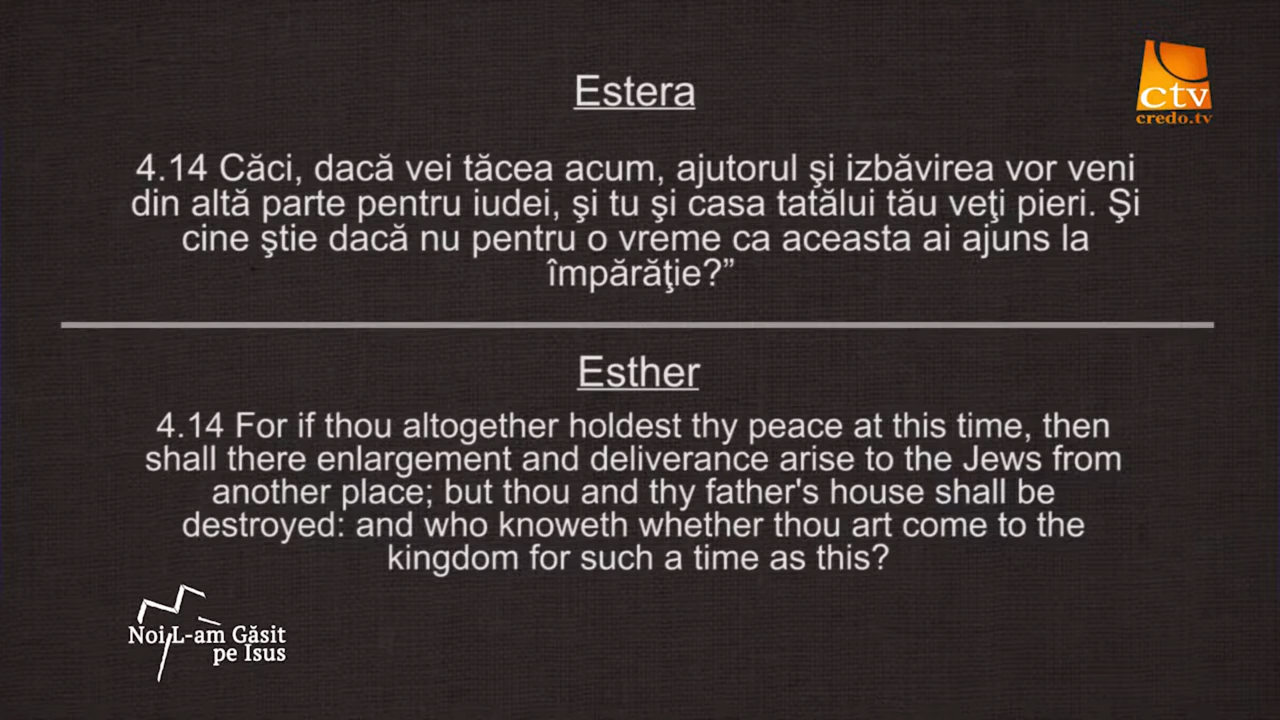 Estera
ctv
credo.tv
4.14 Căci, dacă vei tăcea acum, ajutorul şi izbăvirea vor veni
din altă parte pentru iudei, şi tu şi casa tatălui tău veţi pieri. Şi
cine ştie dacă nu pentru o vreme ca aceasta ai ajuns la
împărăţie?”
Esther
4.14 For if thou altogether holdest thy peace at this time, then
shall there enlargement and deliverance arise to the Jews from
another place; but thou and thy father's house shall be
destroyed: and who knoweth whether thou art come to the
kingdom for such a time as this?
Noi L-am Găsit
pe Isus